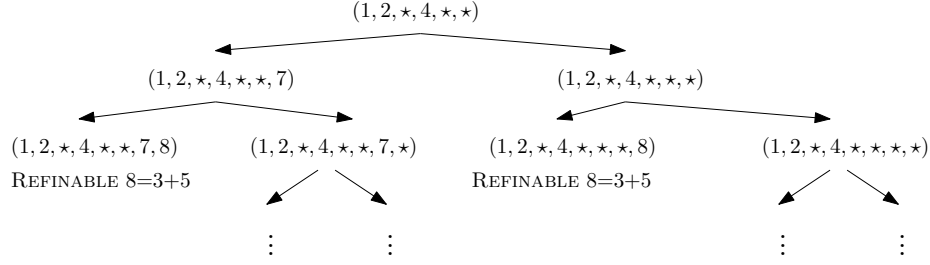 (1, 2, ⋆, 4, ⋆, ⋆)
(1, 2, ⋆, 4, ⋆, ⋆, 7)
(1, 2, ⋆, 4, ⋆, ⋆, ⋆)
(1, 2, ⋆, 4, ⋆, ⋆, 7, 8)
(1, 2, ⋆, 4, ⋆, ⋆, 7, ⋆)
(1, 2, ⋆, 4, ⋆, ⋆, ⋆, 8)
(1, 2, ⋆, 4, ⋆, ⋆, ⋆, ⋆)
Refinable 8=3+5
Refinable 8=3+5
⋮
⋮
⋮
⋮